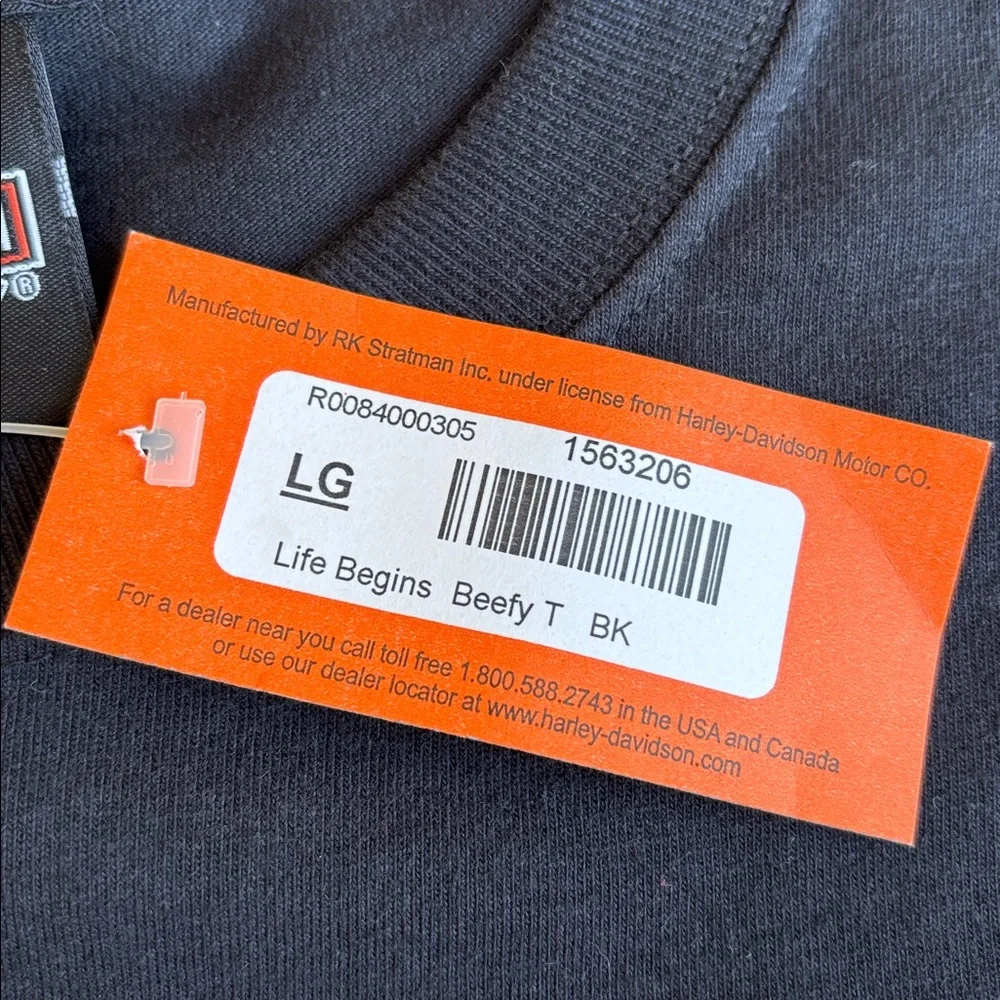 Manufactured by RK Stratman Inc. under license from Harley-Davidson Motor CO.
R0084000305 1563206
LG
Life Begins Beefy T BK
For a dealer near you call toll free 1.800.588.2743 in the USA and Canada
or use our dealer locator at www.harley-davidson.com
®